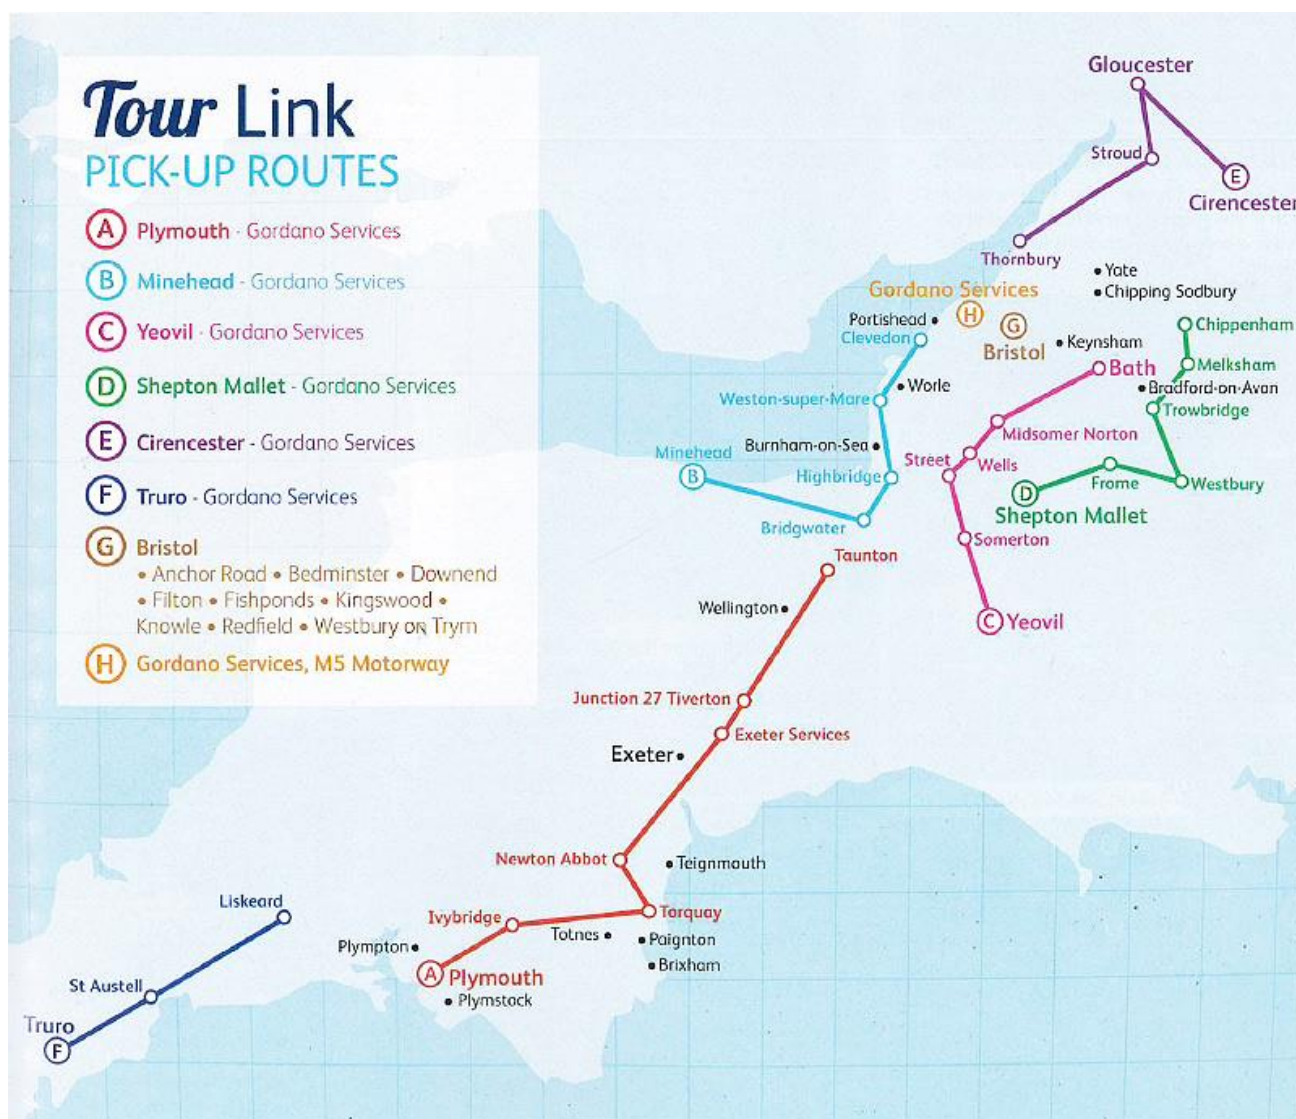 Tour Link
PICK-UP ROUTES
A Plymouth - Gordano Services
B Minehead - Gordano Services
C Yeovil - Gordano Services
D Shepton Mallet - Gordano Services
E Cirencester - Gordano Services
F Truro - Gordano Services
G Bristol
• Anchor Road • Bedminster • Downend
• Filton • Fishponds • Kingswood •
Knowle • Redfield • Westbury on Trym
H Gordano Services, M5 Motorway
Gloucester
Stroud
E
Cirencester
Thornbury
• Yate
• Chipping Sodbury
Gordano Services
H
Portishead •
G
Bristol
Clevedon
• Keynsham
Chippenham
Bath
Melksham
• Worle
• Bradford-on-Avan
Weston-super-Mare
Trowbridge
Midsomer Norton
Burnham-on-Sea •
Minehead
B
Street
Wells
Highbridge
Frome
Westbury
D
Shepton Mallet
Bridgwater
Somerton
Taunton
Wellington •
C Yeovil
Junction 27 Tiverton
Exeter Services
Exeter •
Newton Abbot
• Teignmouth
Liskeard
Ivybridge
Torquay
Totnes •
• Paignton
Plympton •
• Brixham
A Plymouth
St Austell
• Plymstock
Truro
F